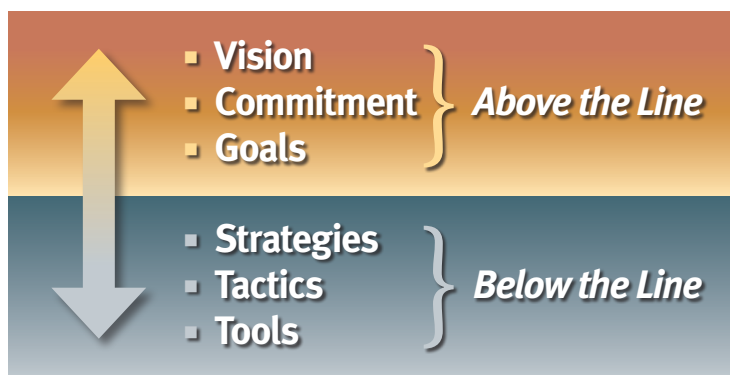 ▪ Vision
▪ Commitment
▪ Goals
Above the Line
▪ Strategies
▪ Tactics
▪ Tools
Below the Line